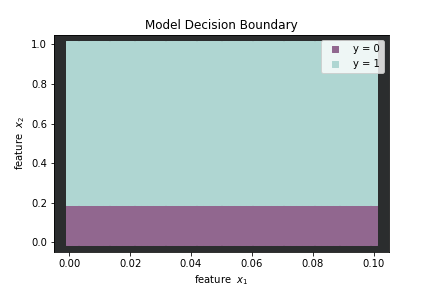 Model Decision Boundary
1.0
0.8
0.6
0.4
0.2
0.0
feature x₂
y = 0
y = 1
0.00 0.02 0.04 0.06 0.08 0.10
feature x₁